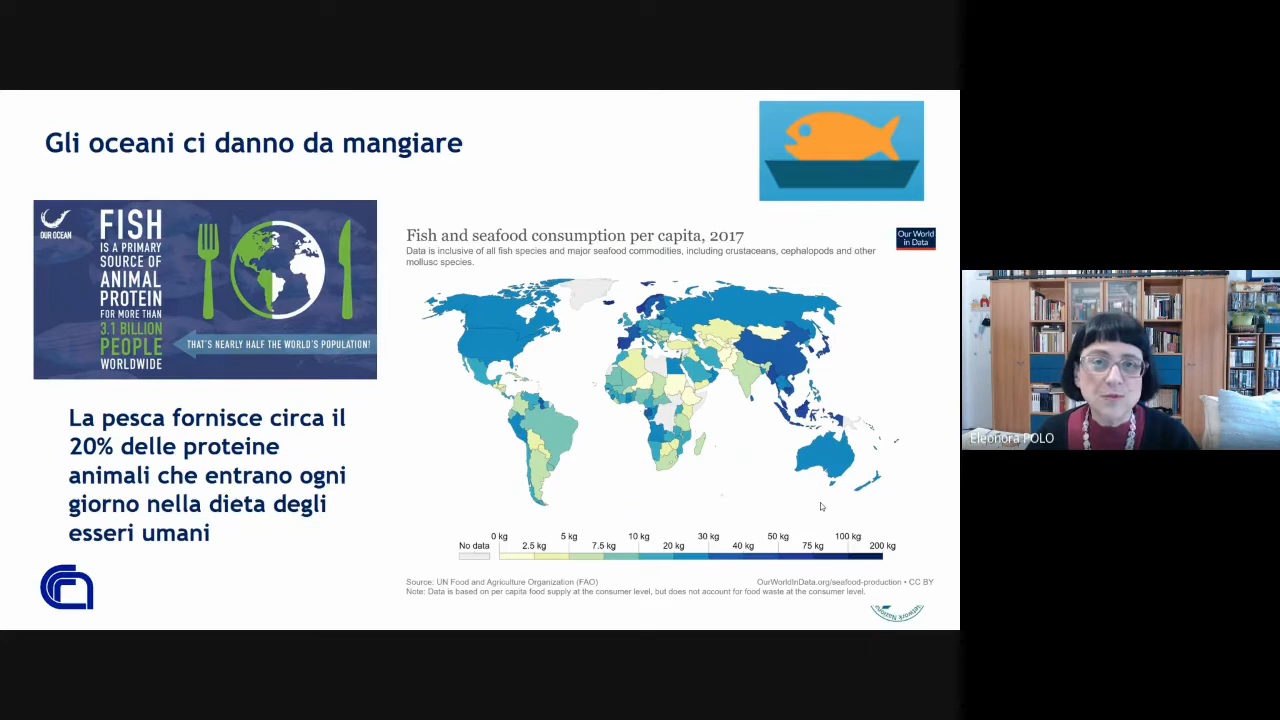 Gli oceani ci danno da mangiare
OUR OCEAN
FISH
IS A PRIMARY
SOURCE OF
ANIMAL
PROTEIN
FOR MORE THAN
3.1 BILLION
PEOPLE
WORLDWIDE
THAT'S NEARLY HALF THE WORLD'S POPULATION!
La pesca fornisce circa il
20% delle proteine
animali che entrano ogni
giorno nella dieta degli
esseri umani
Fish and seafood consumption per capita, 2017
Our World
in Data
Data is inclusive of all fish species and major seafood commodities, including crustaceans, cephalopods and other
mollusc species.
0 kg 5 kg 10 kg 30 kg 50 kg 100 kg
No data 2.5 kg 7.5 kg 20 kg 40 kg 75 kg 200 kg
Source: UN Food and Agriculture Organization (FAO) OurWorldInData.org/seafood-production • CC BY
Note: Data is based on per capita food supply at the consumer level, but does not account for food waste at the consumer level.
Eleonora POLO